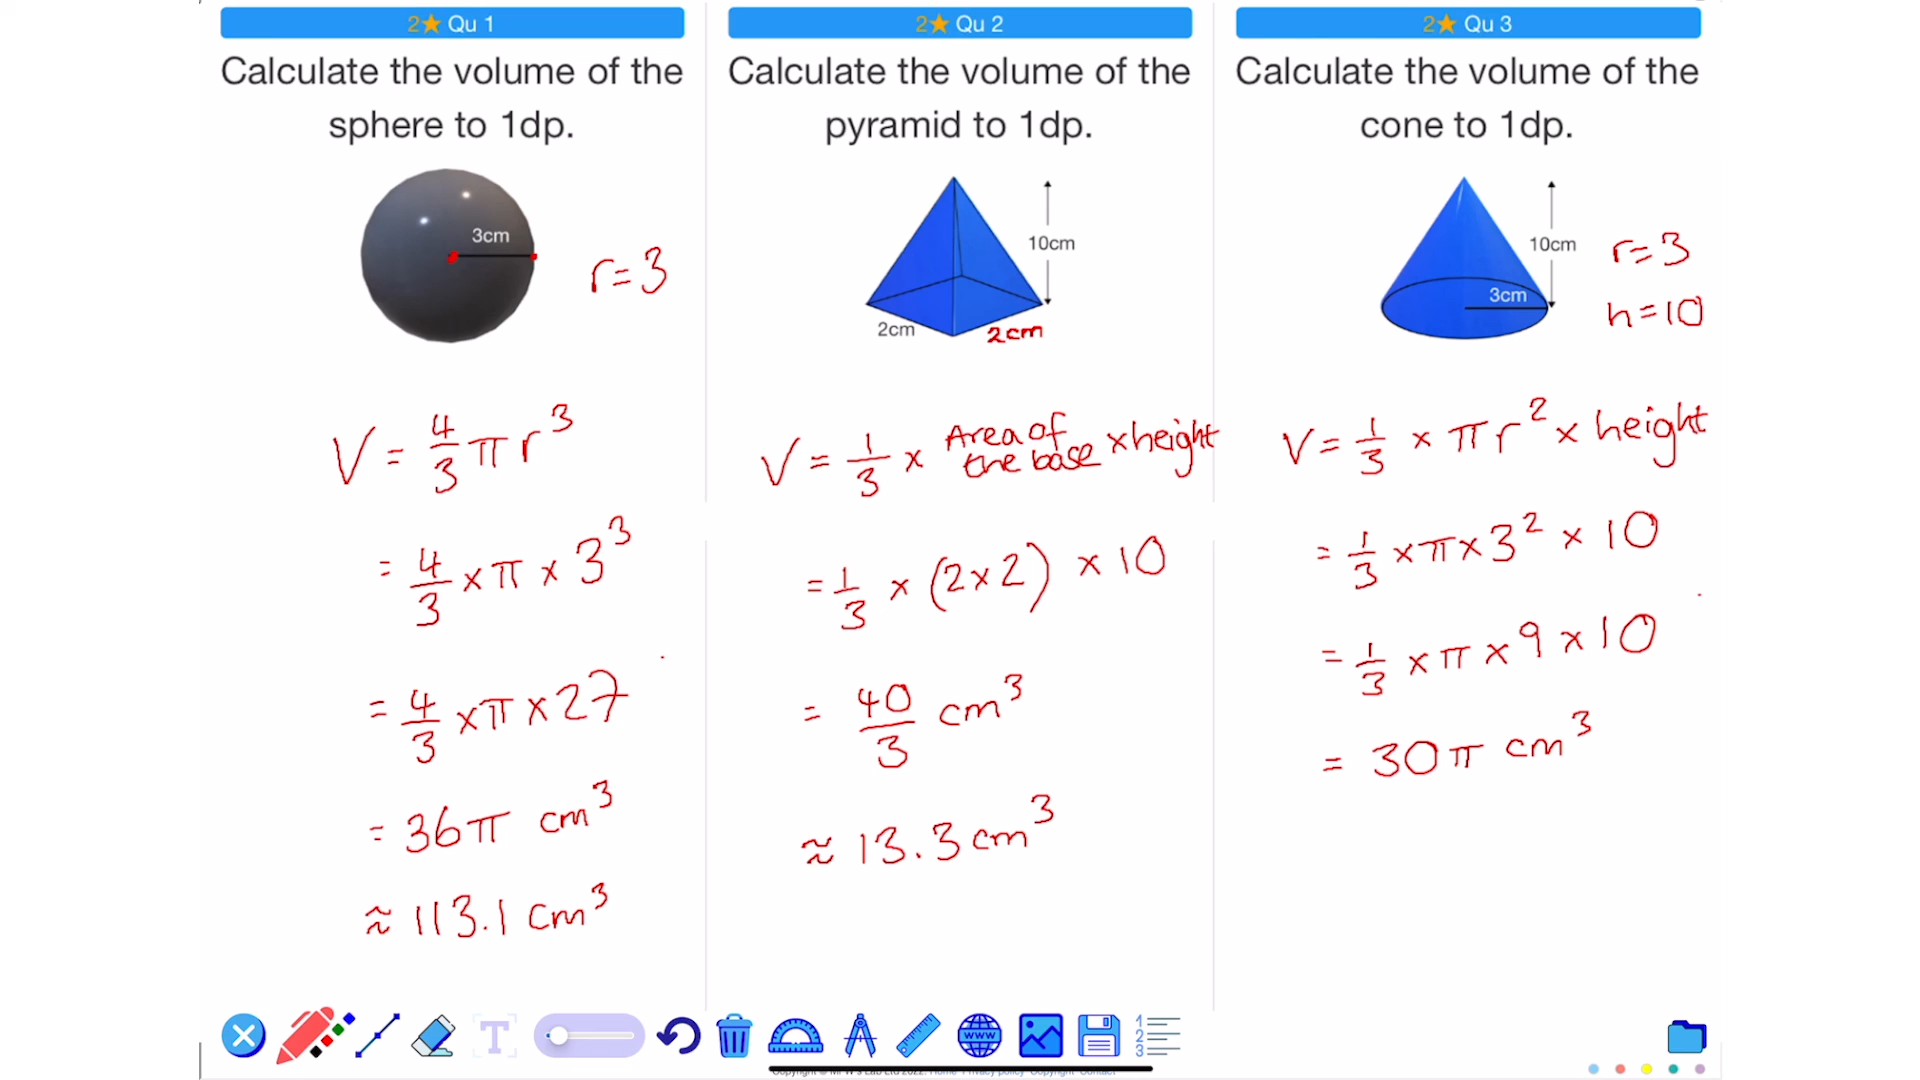 2★ Qu 1
Calculate the volume of the
sphere to 1dp.
3cm
r=3
V = 4/3 π r³
= 4/3 × π × 3³
= 4/3 × π × 27
= 36π cm³
≈ 113.1 cm³
2★ Qu 2
Calculate the volume of the
pyramid to 1dp.
10cm
2cm
2cm
V = 1/3 × Area of the base × height
= 1/3 × (2×2) × 10
= 40/3 cm³
≈ 13.3 cm³
2★ Qu 3
Calculate the volume of the
cone to 1dp.
10cm
3cm
r=3
h=10
V = 1/3 × πr² × height
= 1/3 × π × 3² × 10
= 1/3 × π × 9 × 10
= 30π cm³
T
www
1
2
3